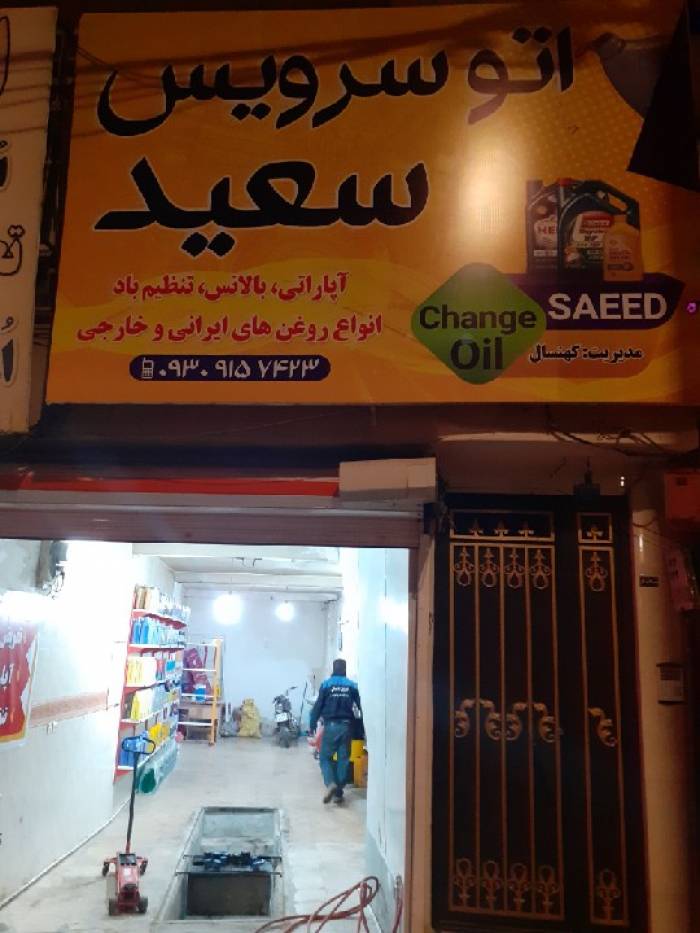 اتو سرویس
سعید
آپاراتی، بالانس، تنظیم باد
انواع روغن های ایرانی و خارجی
۰۹۳۰ ۹۱۵ ۷۴۲۳
Change
Oil
SAEED
مدیریت: کهنسال